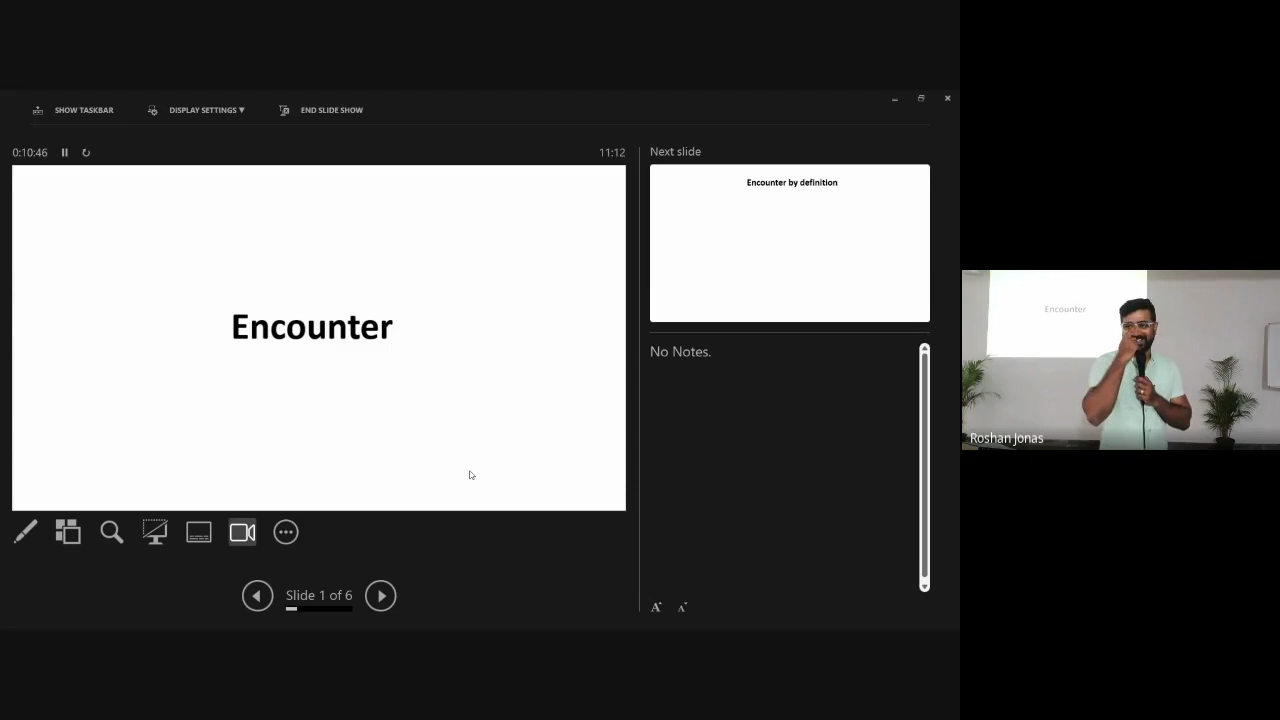 SHOW TASKBAR
DISPLAY SETTINGS ▼
END SLIDE SHOW
0:10:46
11:12
Next slide
Encounter
Encounter by definition
No Notes.
Encounter
Roshan Jonas
Slide 1 of 6
A
A